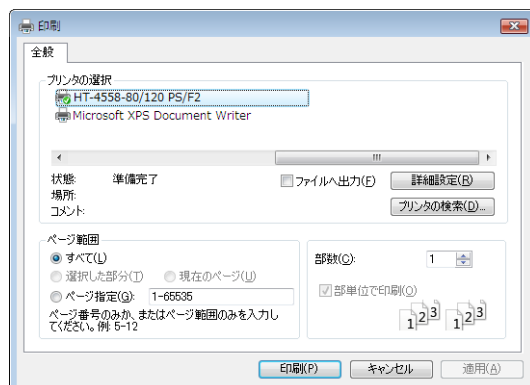 印刷
全般
プリンタの選択
HT-4558-80/120 PS/F2
Microsoft XPS Document Writer
状態: 準備完了
場所:
コメント:
ファイルへ出力(F)
詳細設定(R)
プリンタの検索(D)...
ページ範囲
すべて(L)
選択した部分(T) 現在のページ(U)
ページ指定(G): 1-65535
ページ番号のみか、またはページ範囲のみを入力し
てください。例: 5-12
部数(C): 1
部単位で印刷(O)
1 2 3 1 2 3
印刷(P) キャンセル 適用(A)